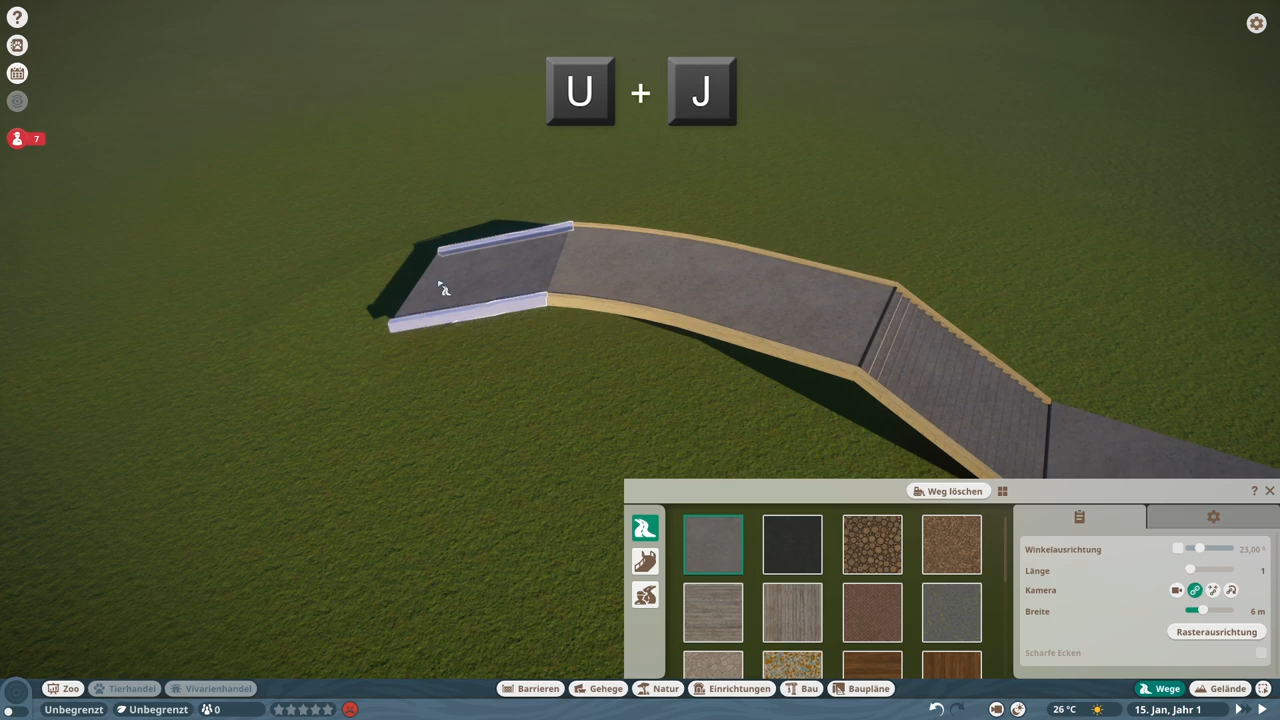 ?
7
U + J
Weg löschen
? ×
Winkelausrichtung 23,00 °
Länge 1
Kamera
Breite 6 m
Rasterausrichtung
Scharfe Ecken
Zoo Tierhandel Vivarienhandel Barrieren Gehege Natur Einrichtungen Bau Baupläne Wege Gelände
Unbegrenzt Unbegrenzt 0 26 °C 15. Jan, Jahr 1